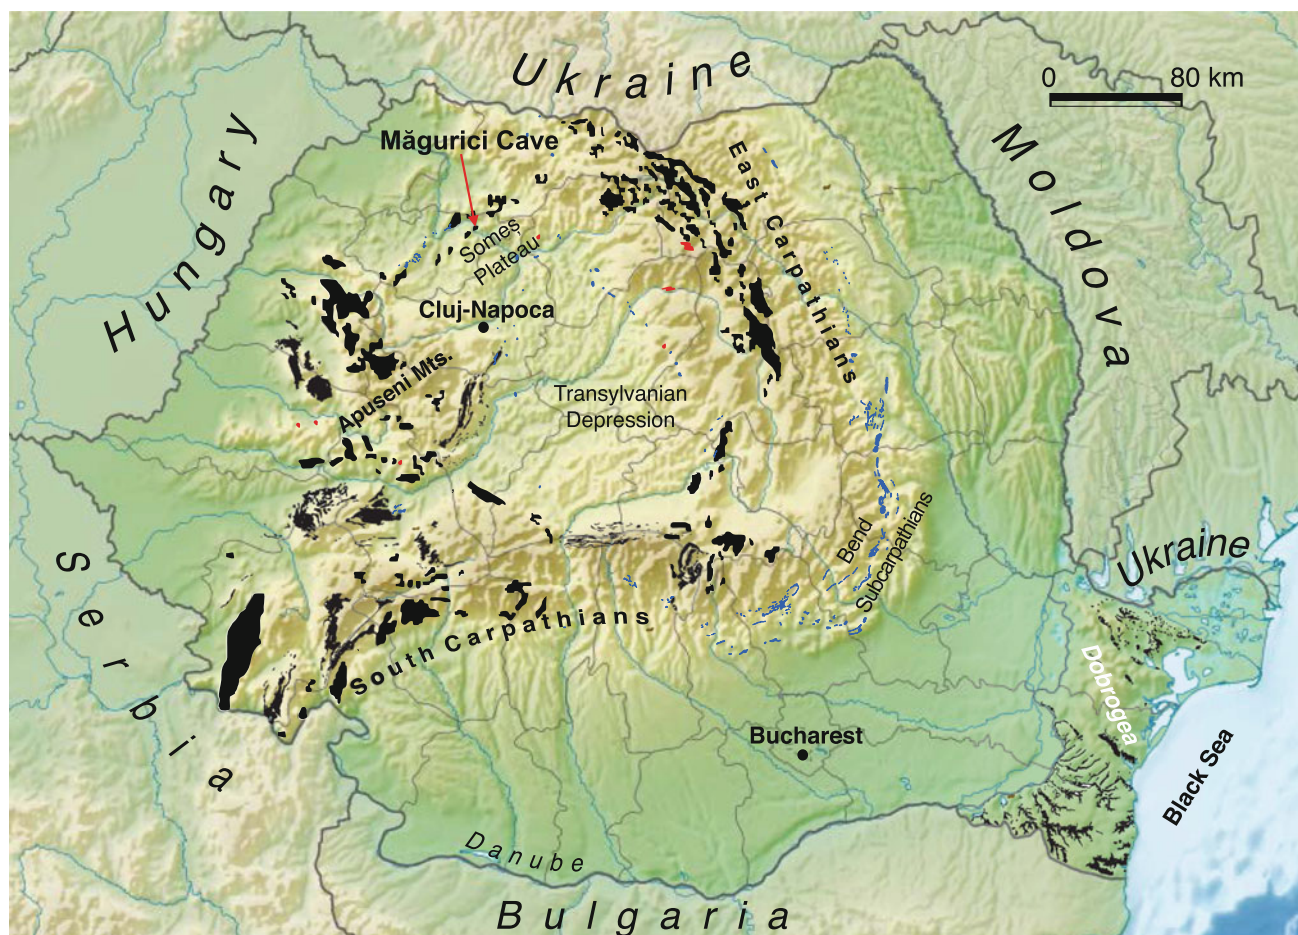 Ukraine
0 80 km
Hungary
Măgurici Cave
Moldova
East Carpathians
Someş
Plateau
Cluj-Napoca
Apuseni Mts.
Transylvanian
Depression
Bend
Subcarpathians
Ukraine
Serbia
South Carpathians
Dobrogea
Bucharest
Black Sea
Danube
Bulgaria